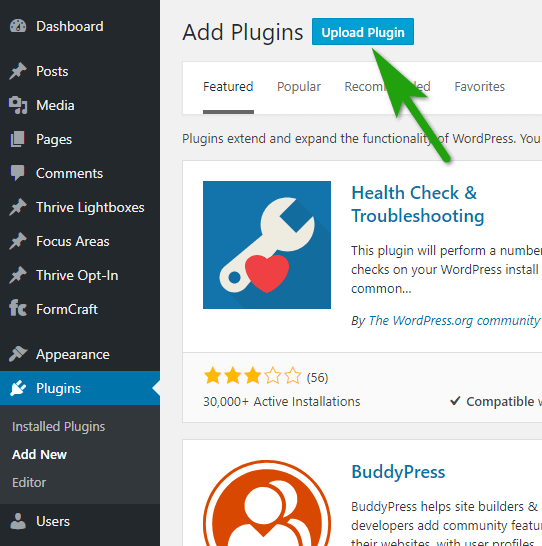 Dashboard
Posts
Media
Pages
Comments
Thrive Lightboxes
Focus Areas
Thrive Opt-In
FormCraft
Appearance
Plugins
Installed Plugins
Add New
Editor
Users
Add Plugins
Upload Plugin
Featured
Popular
Favorites
Plugins extend and expand the functionality of WordPress. You
Health Check &
Troubleshooting
This plugin will perform a number
checks on your WordPress install
common...
By The WordPress.org community
(56)
30,000+ Active Installations
Compatible w
BuddyPress
BuddyPress helps site builders &
developers add community featu
their websites, with user profiles